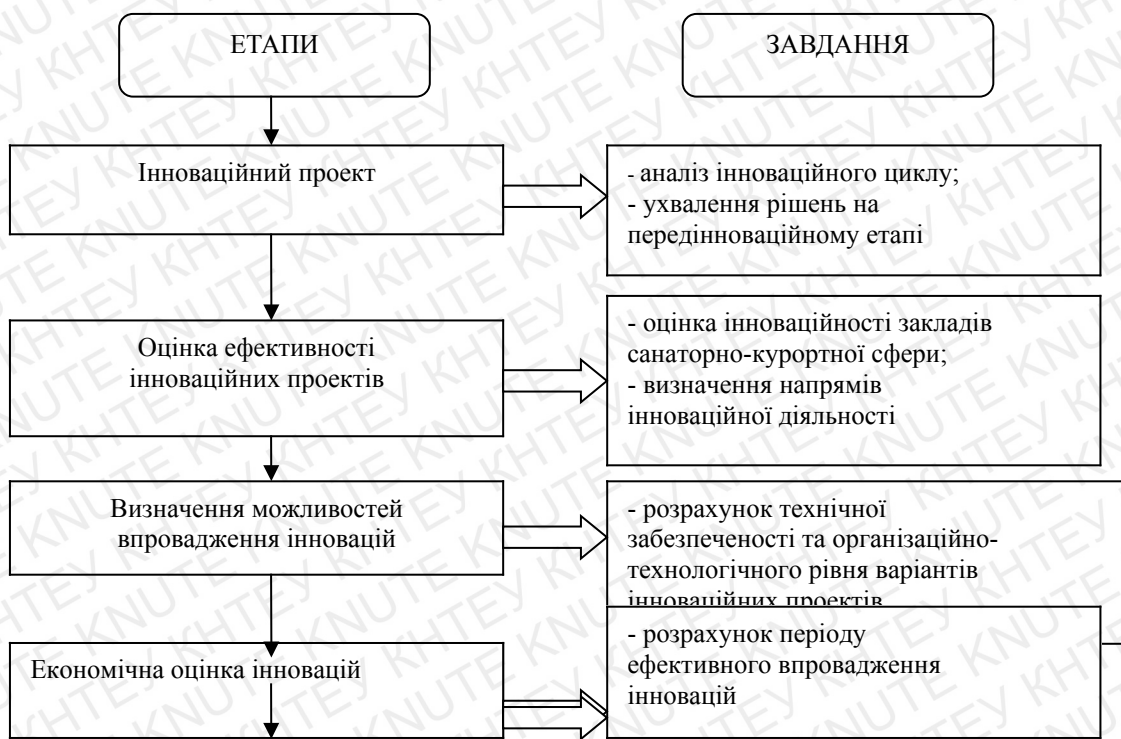 ЕТАПИ
ЗАВДАННЯ
Інноваційний проект
- аналіз інноваційного циклу;
- ухвалення рішень на
передінноваційному етапі
Оцінка ефективності
інноваційних проектів
- оцінка інноваційності закладів
санаторно-курортної сфери;
- визначення напрямів
інноваційної діяльності
Визначення можливостей
впровадження інновацій
- розрахунок технічної
забезпеченості та організаційно-
технологічного рівня варіантів
інноваційних проектів
Економічна оцінка інновацій
- розрахунок періоду
ефективного впровадження
інновацій